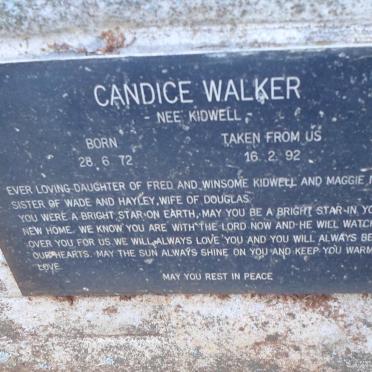 CANDICE WALKER
- NEE KIDWELL -
BORN TAKEN FROM US
28. 6. 72 16. 2. 92
EVER LOVING DAUGHTER OF FRED AND WINSOME KIDWELL AND MAGGIE
SISTER OF WADE AND HAYLEY, WIFE OF DOUGLAS.
YOU WERE A BRIGHT STAR ON EARTH, MAY YOU BE A BRIGHT STAR IN
NEW HOME. WE KNOW YOU ARE WITH THE LORD NOW AND HE WILL WATCH
OVER YOU FOR US. WE WILL ALWAYS LOVE YOU AND YOU WILL ALWAYS BE
OUR HEARTS. MAY THE SUN ALWAYS SHINE ON YOU AND KEEP YOU WARM
LOVE
MAY YOU REST IN PEACE